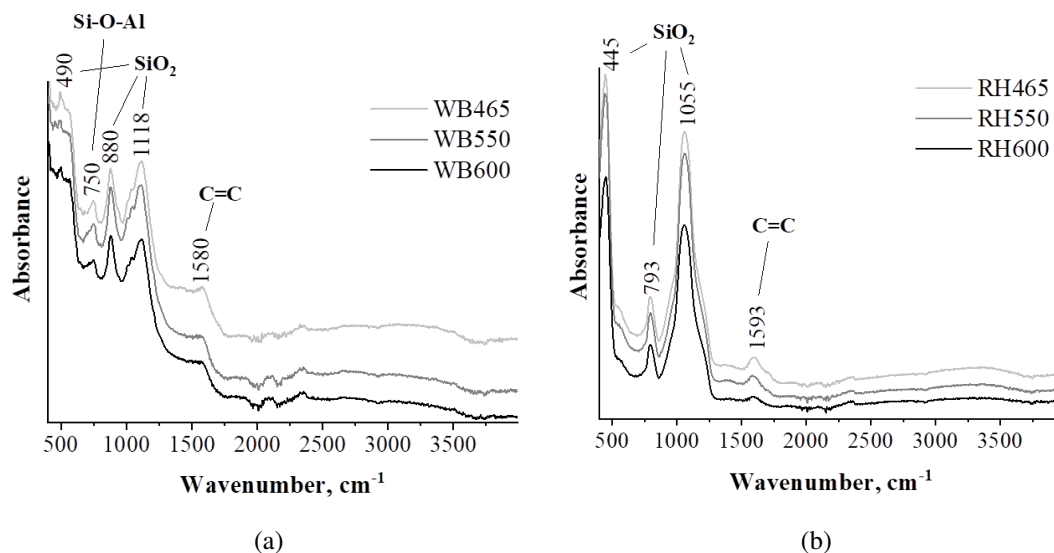 Si-O-Al
SiO₂
490
750
880
1118
C=C
1580
WB465
WB550
WB600
Absorbance
500 1000 1500 2000 2500 3000 3500
Wavenumber, cm⁻¹
(a)
SiO₂
445
793
1055
C=C
1593
RH465
RH550
RH600
Absorbance
500 1000 1500 2000 2500 3000 3500
Wavenumber, cm⁻¹
(b)